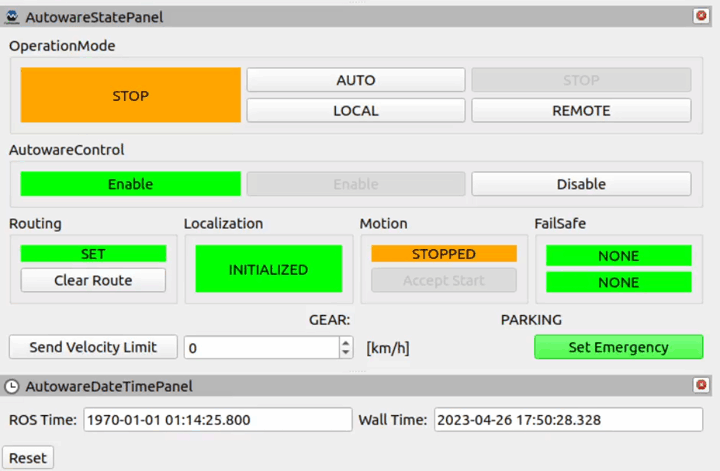 AutowareStatePanel
OperationMode
STOP AUTO STOP
LOCAL REMOTE
AutowareControl
Enable Enable Disable
Routing Localization Motion FailSafe
SET INITIALIZED STOPPED NONE
Clear Route Accept Start NONE
GEAR: PARKING
Send Velocity Limit 0 [km/h] Set Emergency
AutowareDateTimePanel
ROS Time: 1970-01-01 01:14:25.800 Wall Time: 2023-04-26 17:50:28.328
Reset